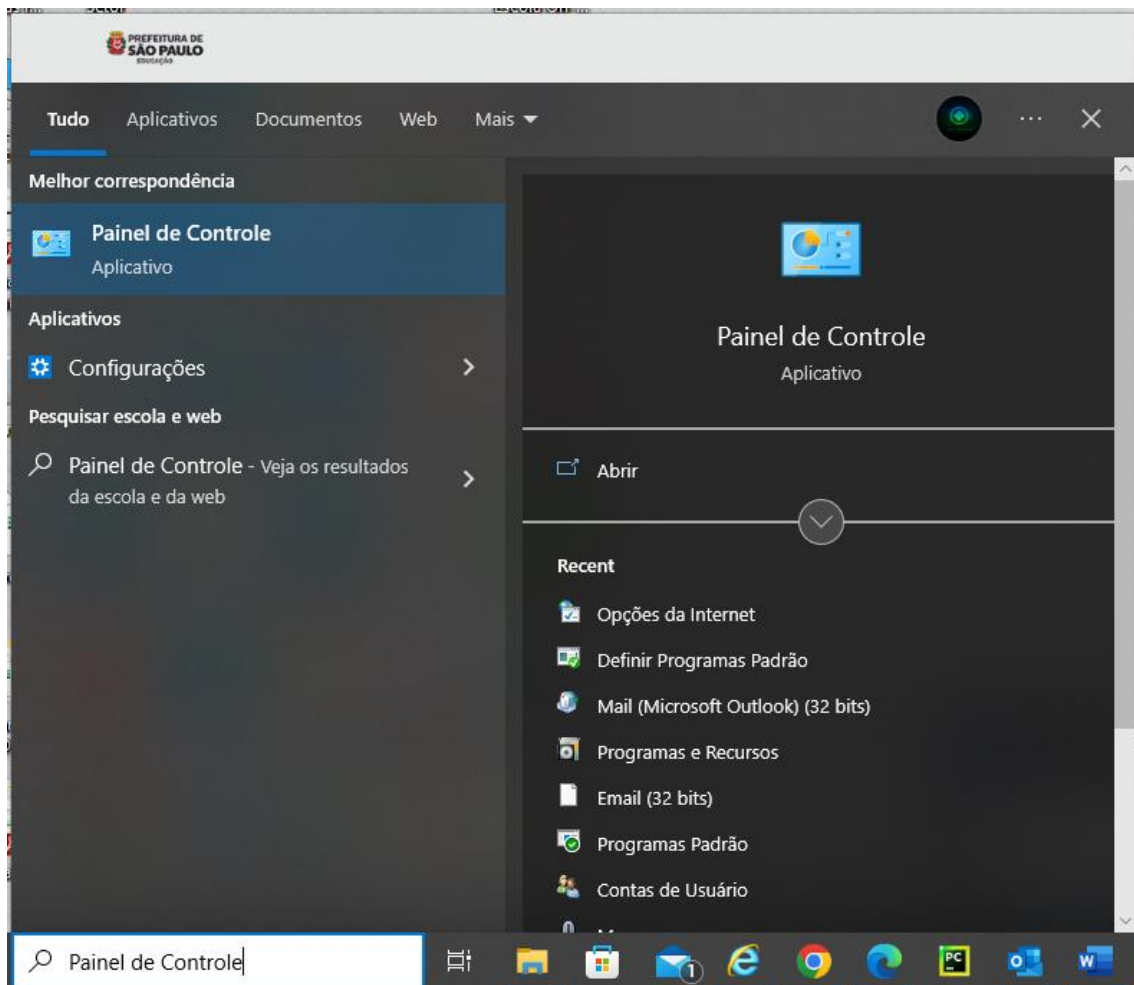 PREFEITURA DE
SÃO PAULO
EDUCAÇÃO
Tudo Aplicativos Documentos Web Mais
Melhor correspondência
Painel de Controle
Aplicativo
Aplicativos
Configurações
Pesquisar escola e web
Painel de Controle - Veja os resultados
da escola e da web
Painel de Controle
Aplicativo
Abrir
Recent
Opções da Internet
Definir Programas Padrão
Mail (Microsoft Outlook) (32 bits)
Programas e Recursos
Email (32 bits)
Programas Padrão
Contas de Usuário
Painel de Controle
1
PC